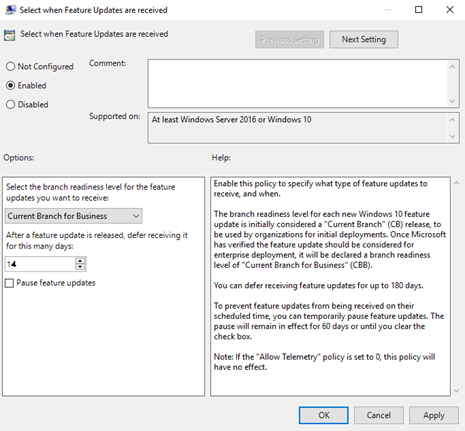 Select when Feature Updates are received
Select when Feature Updates are received
Previous Setting
Next Setting
Not Configured
Comment:
Enabled
Disabled
Supported on:
At least Windows Server 2016 or Windows 10
Options:
Help:
Select the branch readiness level for the feature
updates you want to receive:
Current Branch for Business
After a feature update is released, defer receiving it
for this many days:
14
Pause feature updates
Enable this policy to specify what type of feature updates to
receive, and when.
The branch readiness level for each new Windows 10 feature
update is initially considered a "Current Branch" (CB) release, to
be used by organizations for initial deployments. Once Microsoft
has verified the feature update should be considered for
enterprise deployment, it will be declared a branch readiness
level of "Current Branch for Business" (CBB).
You can defer receiving feature updates for up to 180 days.
To prevent feature updates from being received on their
scheduled time, you can temporarily pause feature updates. The
pause will remain in effect for 60 days or until you clear the
check box.
Note: If the "Allow Telemetry" policy is set to 0, this policy will
have no effect.
OK
Cancel
Apply